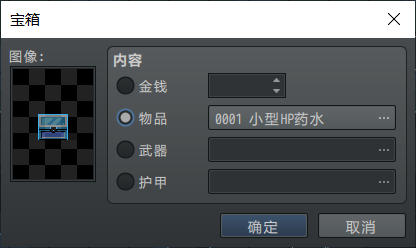 宝箱
图像:
内容
金钱
物品
0001 小型HP药水 ...
武器
...
护甲
...
确定
取消